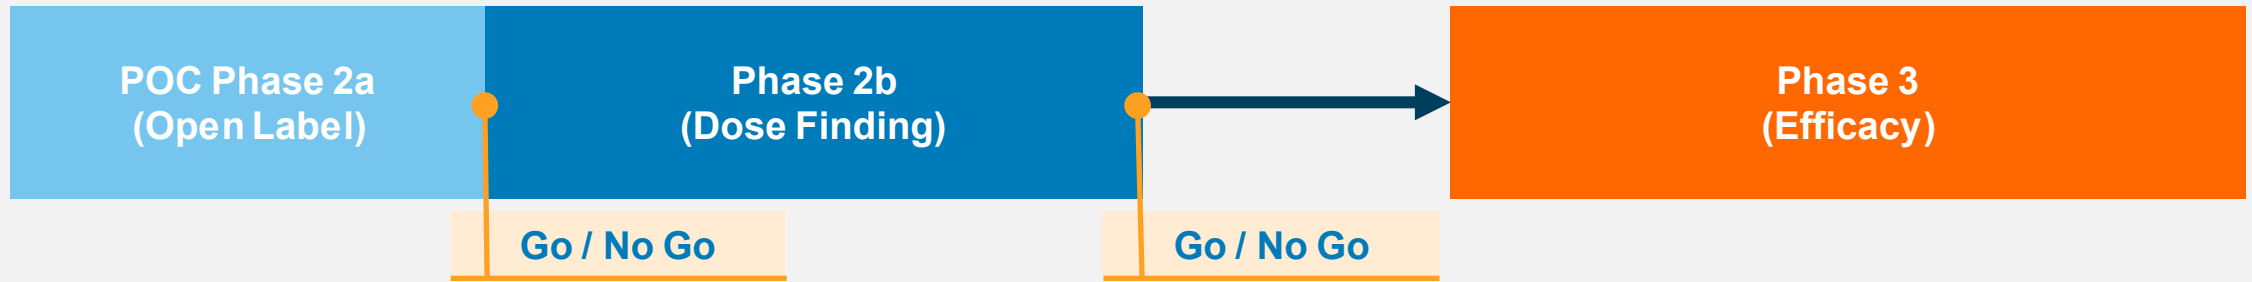 POC Phase 2a
(Open Label)
Phase 2b
(Dose Finding)
Phase 3
(Efficacy)
Go / No Go
Go / No Go